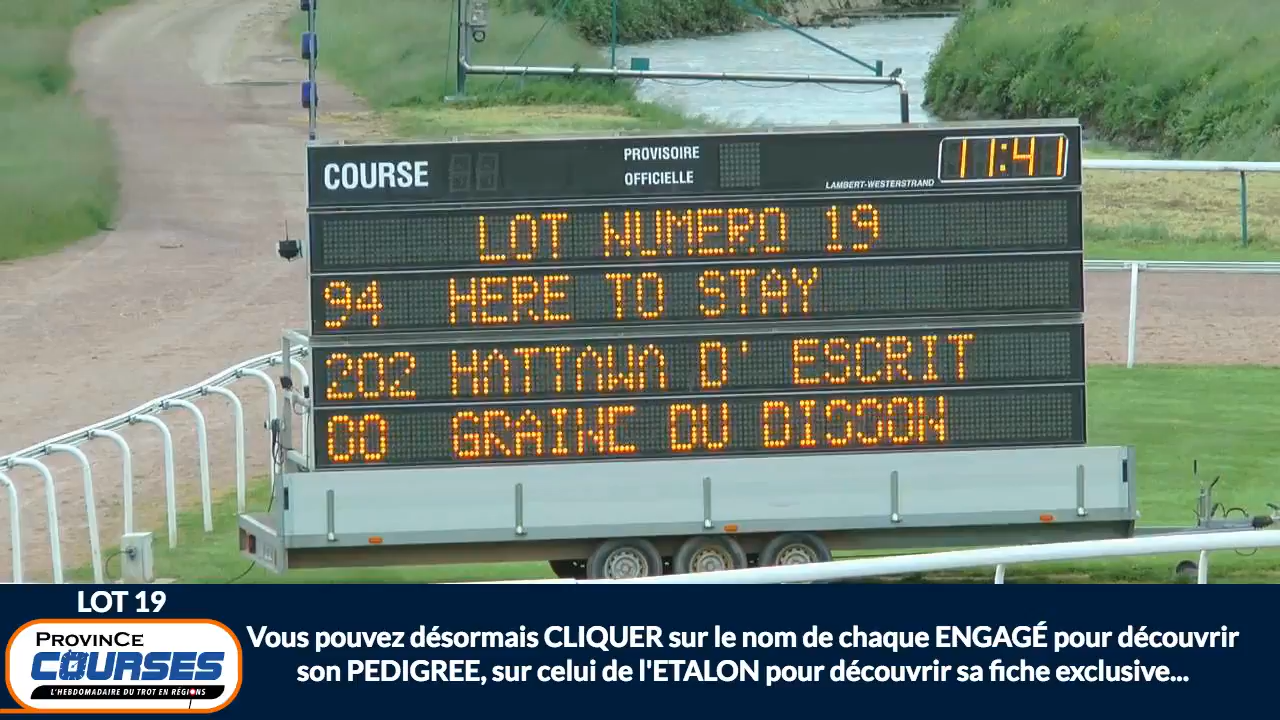 COURSE
PROVISOIRE
OFFICIELLE
LAMBERT-WESTERSTRAND
11:41
LOT NUMERO 19
94 HERE TO STAY
202 HATTAWA D' ESCRIT
00 GRAINE DU DISSON
LOT 19
PROVINCE
COURSES
L'HEBDOMADAIRE DU TROT EN RÉGIONS
Vous pouvez désormais CLIQUER sur le nom de chaque ENGAGÉ pour découvrir
son PEDIGREE, sur celui de l'ETALON pour découvrir sa fiche exclusive...